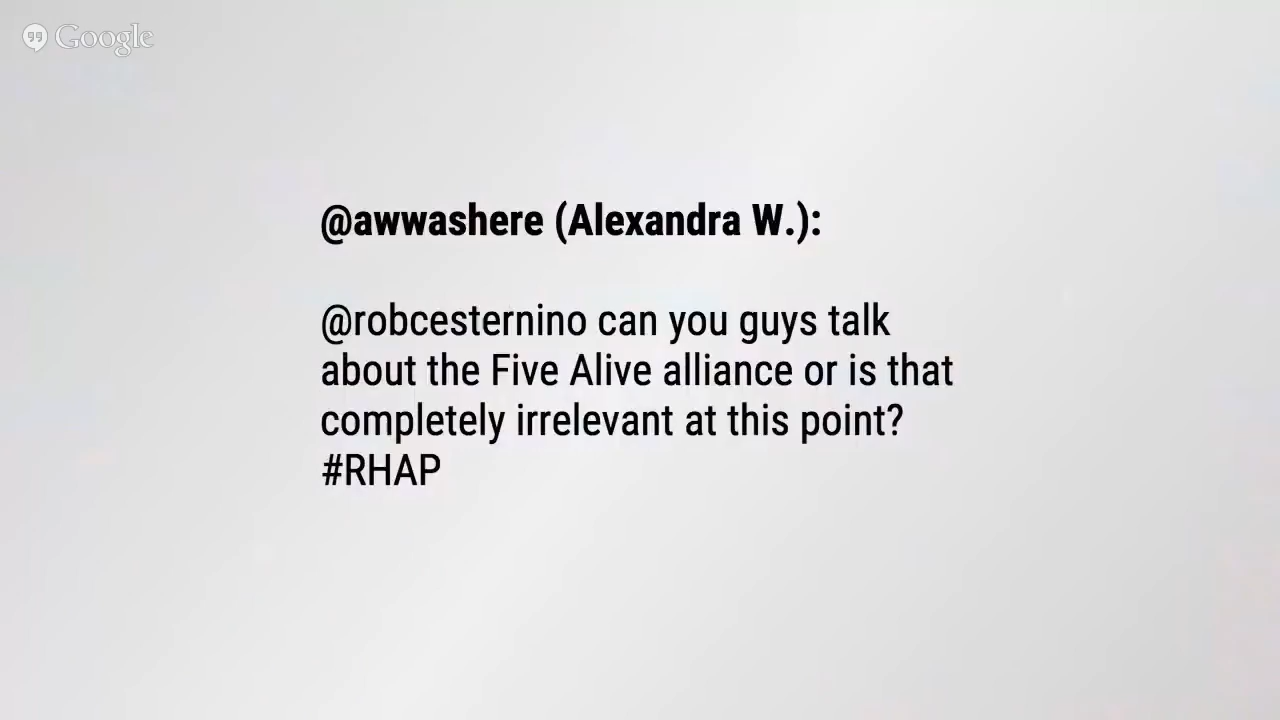 Google
@awwashere (Alexandra W.):
@robcesternino can you guys talk
about the Five Alive alliance or is that
completely irrelevant at this point?
#RHAP